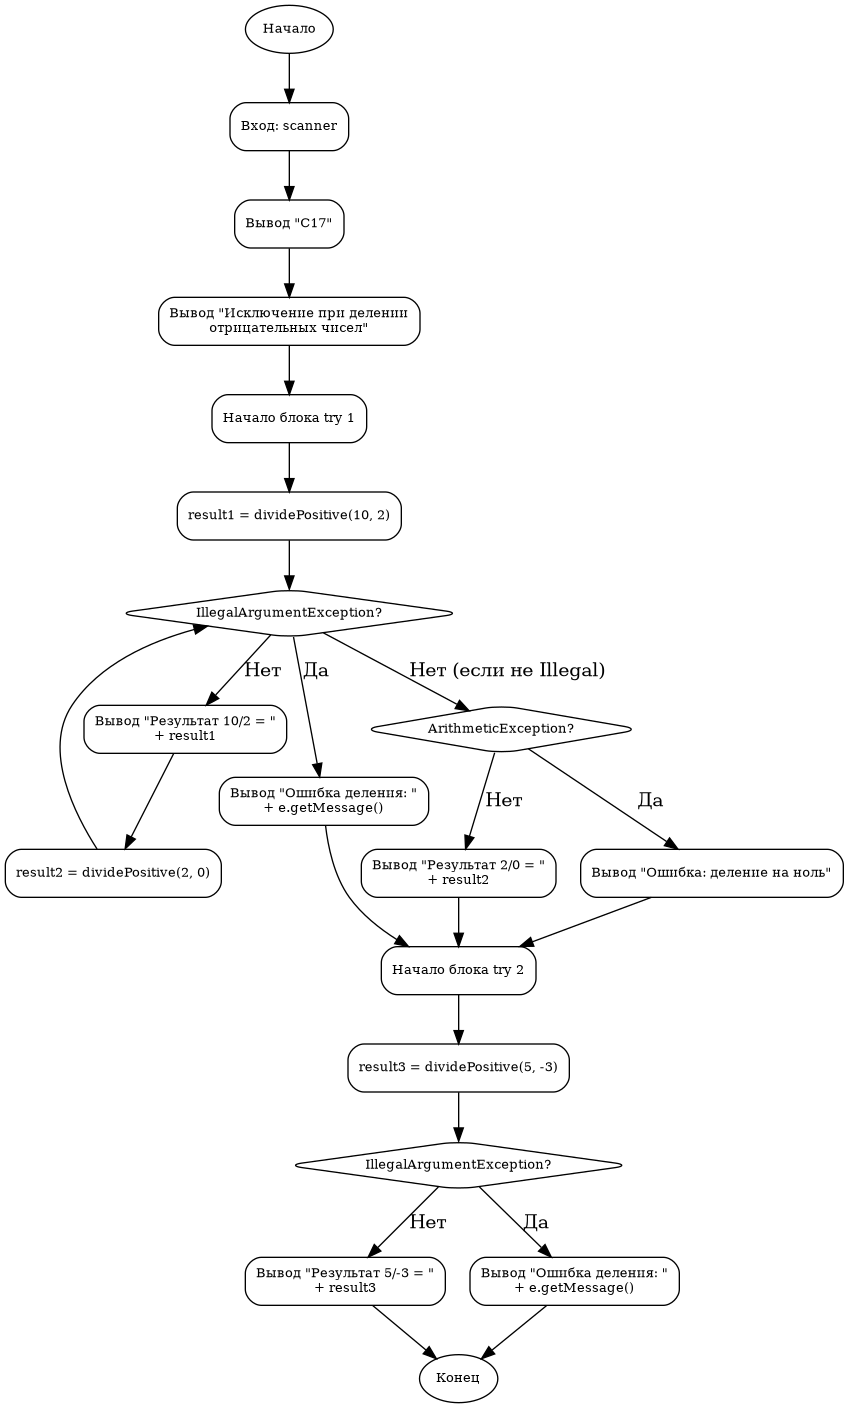 Начало
Вход: scanner
Вывод "C17"
Вывод "Исключение при делении
отрицательных чисел"
Начало блока try 1
result1 = dividePositive(10, 2)
IllegalArgumentException?
Нет
Да
Нет (если не Illegal)
Вывод "Результат 10/2 = "
+ result1
ArithmeticException?
Вывод "Ошибка деления: "
+ e.getMessage()
Нет
Да
result2 = dividePositive(2, 0)
Вывод "Результат 2/0 = "
+ result2
Вывод "Ошибка: деление на ноль"
Начало блока try 2
result3 = dividePositive(5, -3)
IllegalArgumentException?
Нет
Да
Вывод "Результат 5/-3 = "
+ result3
Вывод "Ошибка деления: "
+ e.getMessage()
Конец